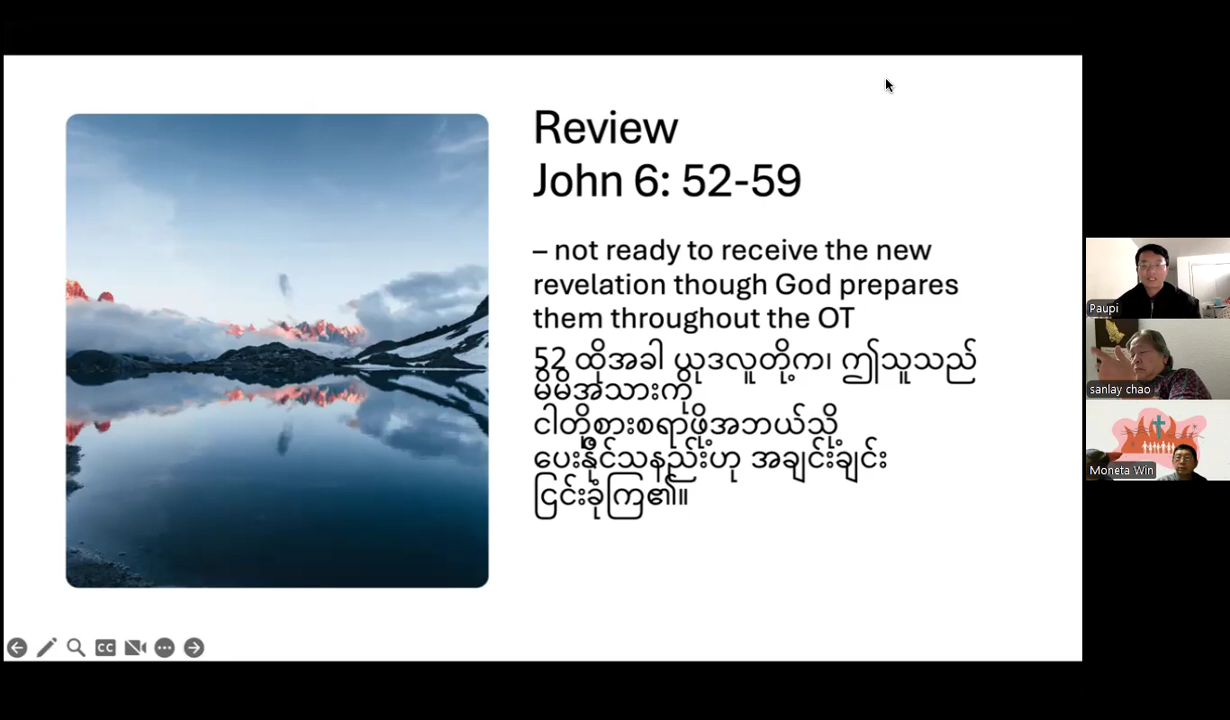 Review
John 6: 52-59
– not ready to receive the new
revelation though God prepares
them throughout the OT
52 ထိုအခါ ယုဒလူတို့က၊ ဤသူသည်
မိမိအသားကို
ငါတို့စားစရာဖို့အဘယ်သို့
ပေးနိုင်သနည်းဟု အချင်းချင်း
ငြင်းခုံကြ၏။
Paupi
sanlay chao
Moneta Win
CC